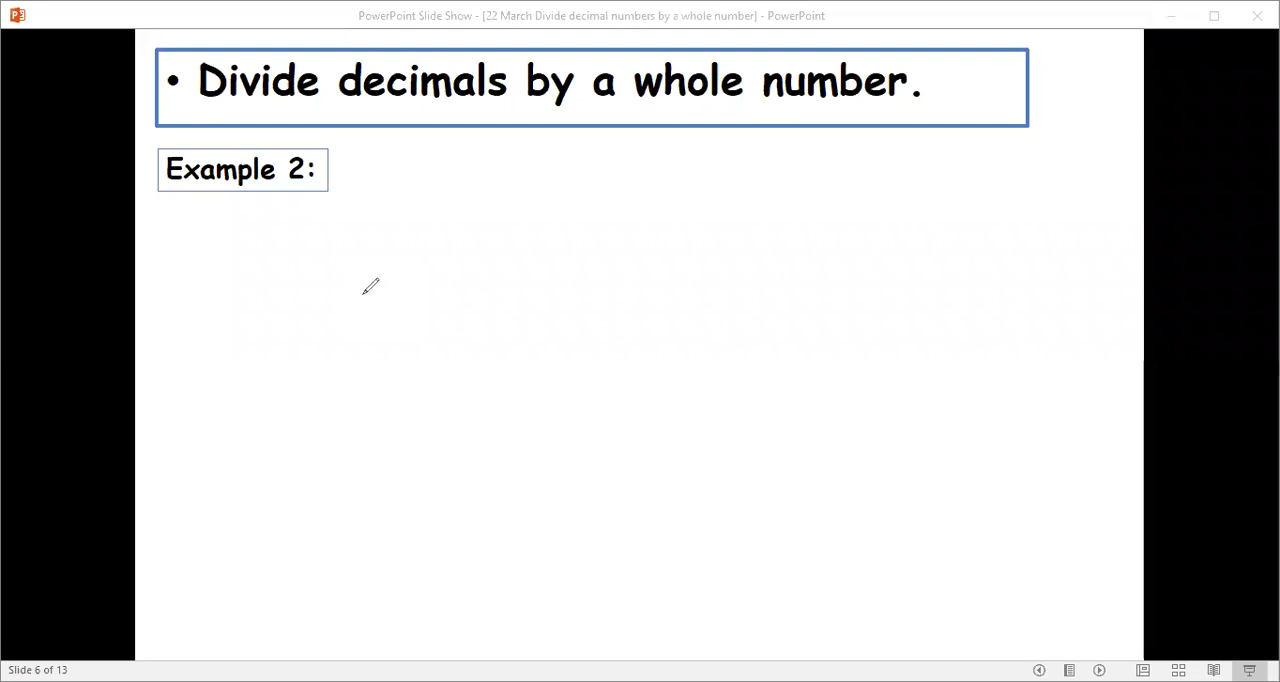 PowerPoint Slide Show - [22 March Divide decimal numbers by a whole number] - PowerPoint
• Divide decimals by a whole number.
Example 2:
Slide 6 of 13